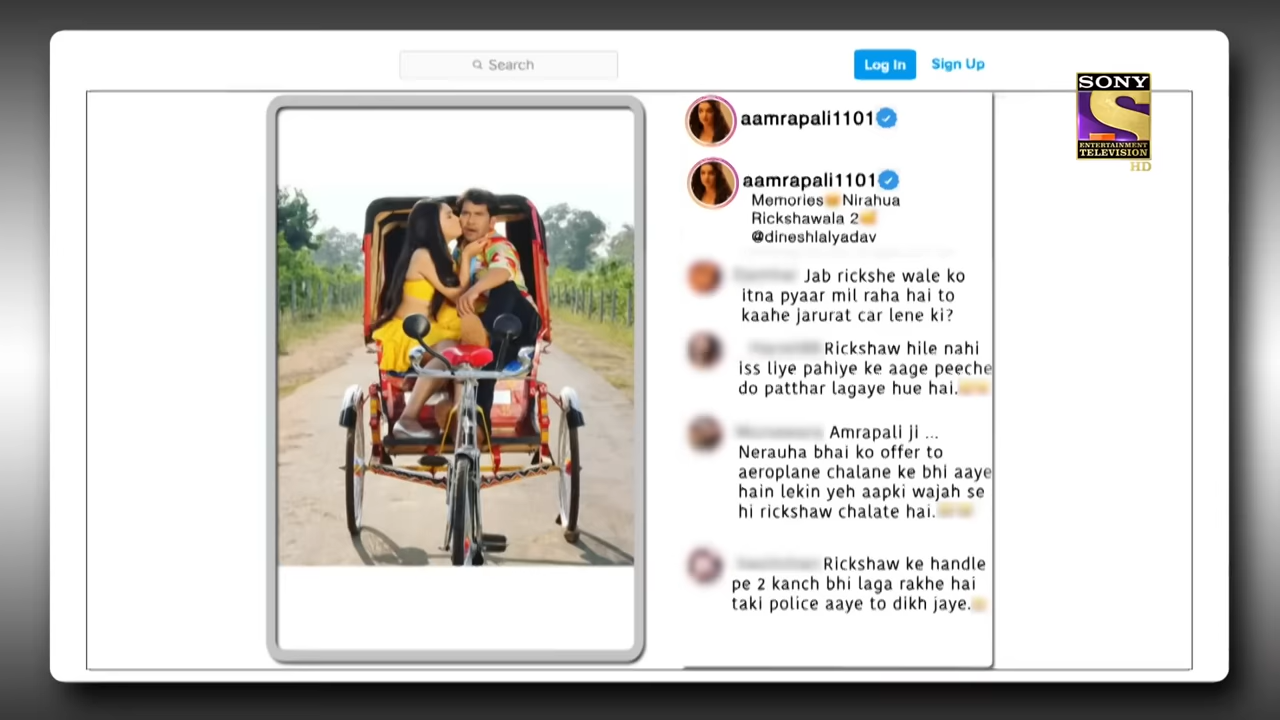 Search
Log In
Sign Up
SONY
ENTERTAINMENT
TELEVISION
HD
aamrapali1101
aamrapali1101
Memories Nirahua
Rickshawala 2
@dineshlalyadav
Jab rickshe wale ko
itna pyaar mil raha hai to
kaahe jarurat car lene ki?
Rickshaw hile nahi
iss liye pahiye ke aage peeche
do patthar lagaye hue hai.
Amrapali ji ...
Nerauha bhai ko offer to
aeroplane chalane ke bhi aaye
hain lekin yeh aapki wajah se
hi rickshaw chalate hai.
Rickshaw ke handle
pe 2 kanch bhi laga rakhe hai
taki police aaye to dikh jaye.